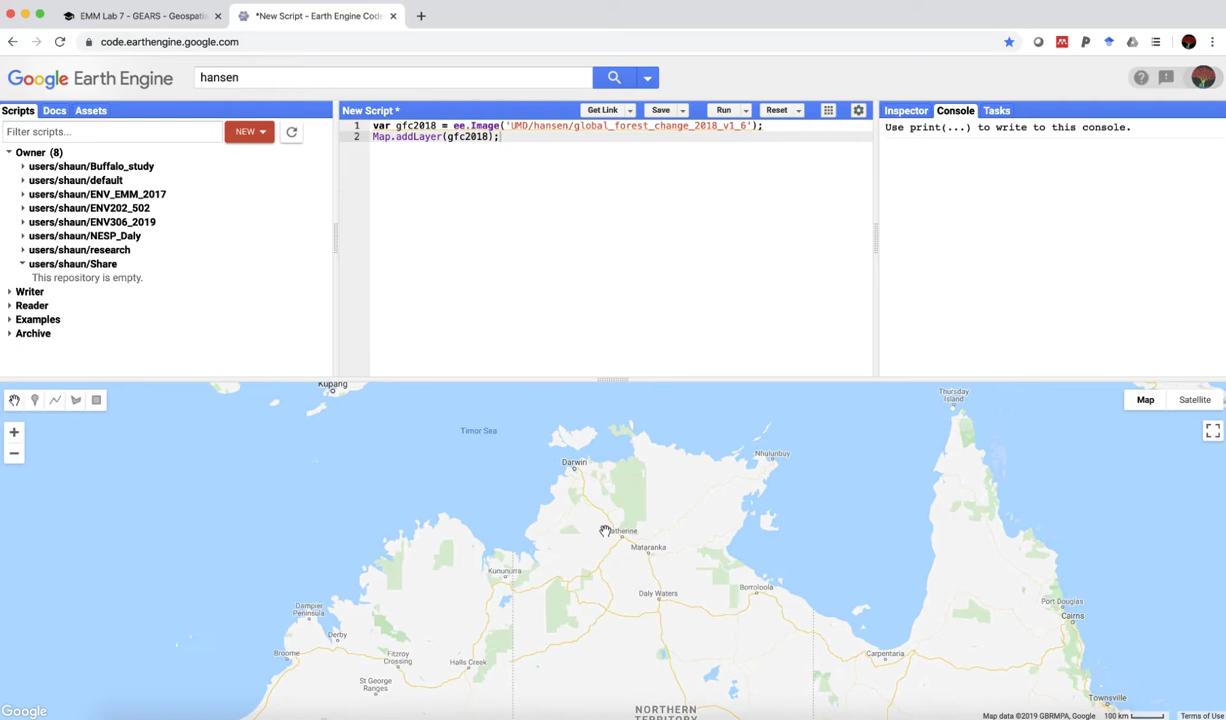 EMM Lab 7 - GEARS - Geospatial
*New Script - Earth Engine Code
code.earthengine.google.com
Google Earth Engine
hansen
Scripts Docs Assets
Filter scripts...
NEW
Owner (8)
users/shaun/Buffalo_study
users/shaun/default
users/shaun/ENV_EMM_2017
users/shaun/ENV202_502
users/shaun/ENV306_2019
users/shaun/NESP_Daly
users/shaun/research
users/shaun/Share
This repository is empty.
Writer
Reader
Examples
Archive
New Script *
Get Link Save Run Reset
1 var gfc2018 = ee.Image('UMD/hansen/global_forest_change_2018_v1_6');
2 Map.addLayer(gfc2018);
Inspector Console Tasks
Use print(...) to write to this console.
Map Satellite
Kupang
Thursday
Island
Timor Sea
Darwin
Nhulunbuy
Mataranka
Kununurra
Borroloola
Daly Waters
Dampier
Peninsula
Derby
Broome
Fitzroy
Crossing
Halls Creek
St George
Ranges
Port Douglas
Cairns
Carpentaria
Townsville
NORTHERN
TERRITORY
Google
Map data ©2019 GBRMPA, Google 100 km Terms of Use